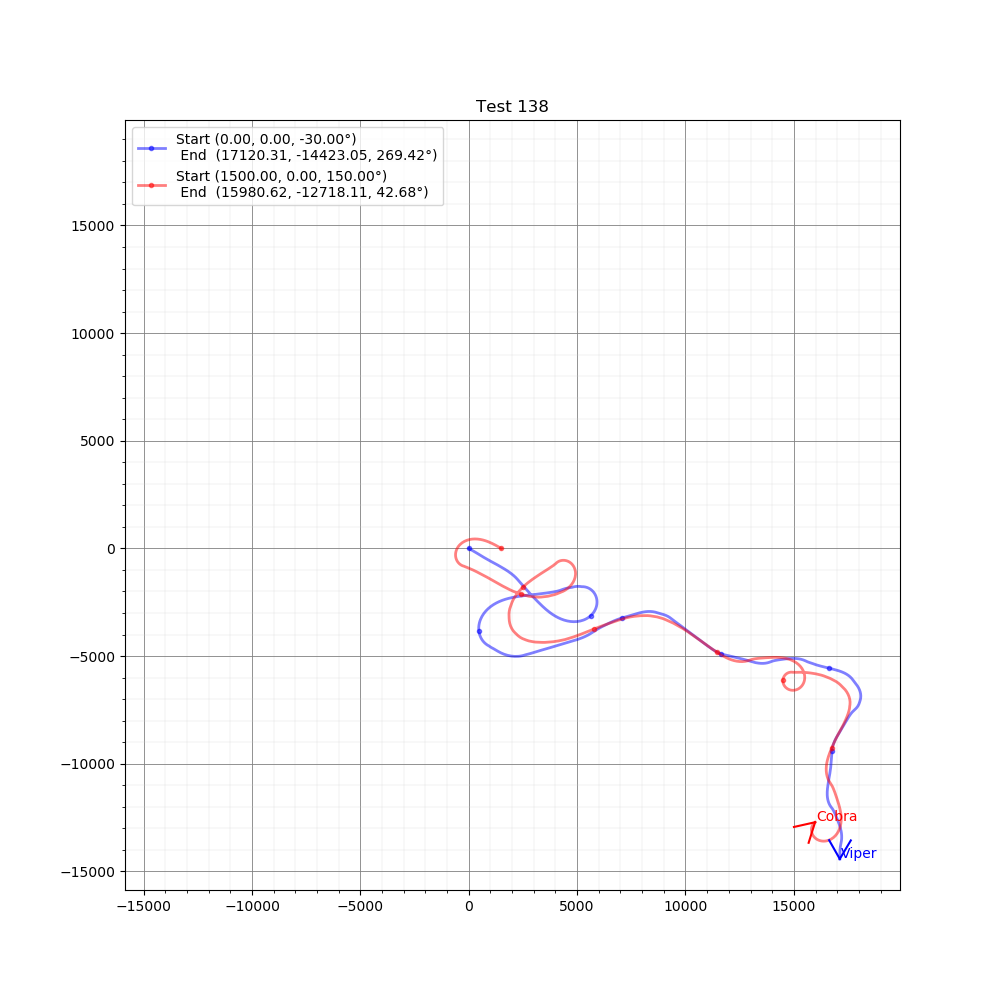 Test 138
Start (0.00, 0.00, -30.00°)
End  (17120.31, -14423.05, 269.42°)
Start (1500.00, 0.00, 150.00°)
End  (15980.62, -12718.11, 42.68°)
15000
10000
5000
0
−5000
−10000
−15000
Cobra
Viper
−15000 −10000 −5000 0 5000 10000 15000